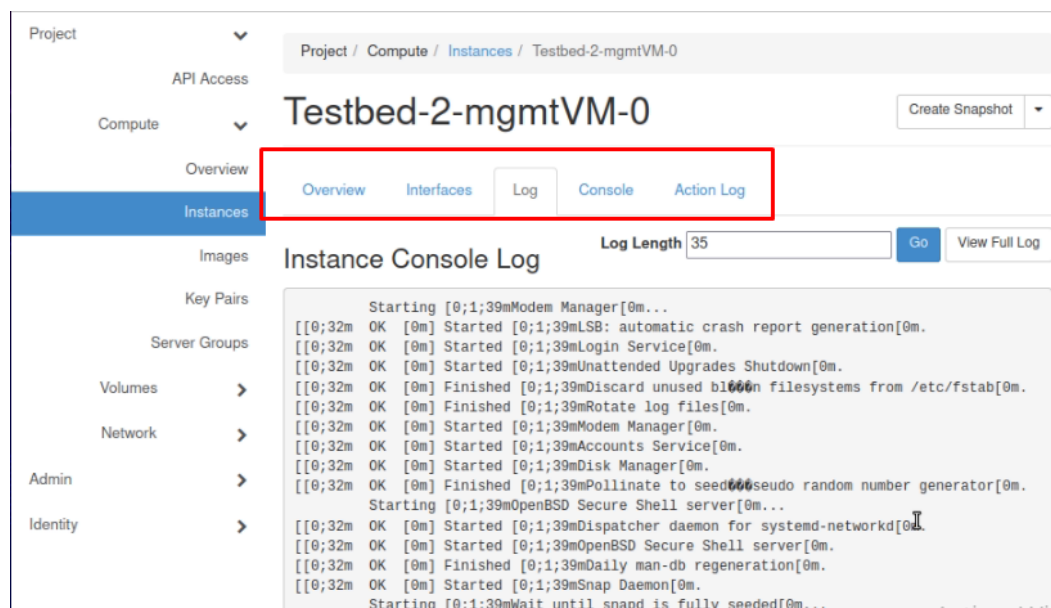 Project
API Access
Compute
Overview
Instances
Images
Key Pairs
Server Groups
Volumes
Network
Admin
Identity
Project / Compute / Instances / Testbed-2-mgmtVM-0
Testbed-2-mgmtVM-0
Create Snapshot
Overview Interfaces Log Console Action Log
Instance Console Log
Log Length 35 Go View Full Log
Starting [0;1;39mModem Manager[0m...
[[0;32m  OK  [0m] Started [0;1;39mLSB: automatic crash report generation[0m.
[[0;32m  OK  [0m] Started [0;1;39mLogin Service[0m.
[[0;32m  OK  [0m] Started [0;1;39mUnattended Upgrades Shutdown[0m.
[[0;32m  OK  [0m] Finished [0;1;39mDiscard unused bl���n filesystems from /etc/fstab[0m.
[[0;32m  OK  [0m] Finished [0;1;39mRotate log files[0m.
[[0;32m  OK  [0m] Started [0;1;39mModem Manager[0m.
[[0;32m  OK  [0m] Started [0;1;39mAccounts Service[0m.
[[0;32m  OK  [0m] Started [0;1;39mDisk Manager[0m.
[[0;32m  OK  [0m] Finished [0;1;39mPollinate to seed���seudo random number generator[0m.
Starting [0;1;39mOpenBSD Secure Shell server[0m...
[[0;32m  OK  [0m] Started [0;1;39mDispatcher daemon for systemd-networkd[0m.
[[0;32m  OK  [0m] Started [0;1;39mOpenBSD Secure Shell server[0m.
[[0;32m  OK  [0m] Finished [0;1;39mDaily man-db regeneration[0m.
[[0;32m  OK  [0m] Started [0;1;39mSnap Daemon[0m.
Starting [0;1;39mWait until snapd is fully seeded[0m...